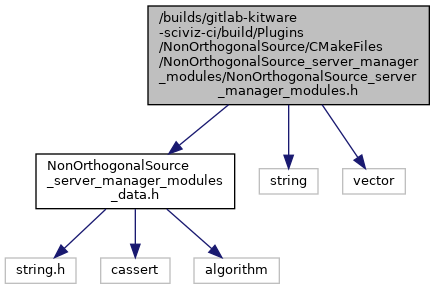 /builds/gitlab-kitware
-sciviz-ci/build/Plugins
/NonOrthogonalSource/CMakeFiles
/NonOrthogonalSource_server_manager
_modules/NonOrthogonalSource_server
_manager_modules.h
NonOrthogonalSource
_server_manager_modules
_data.h
string
vector
string.h
cassert
algorithm